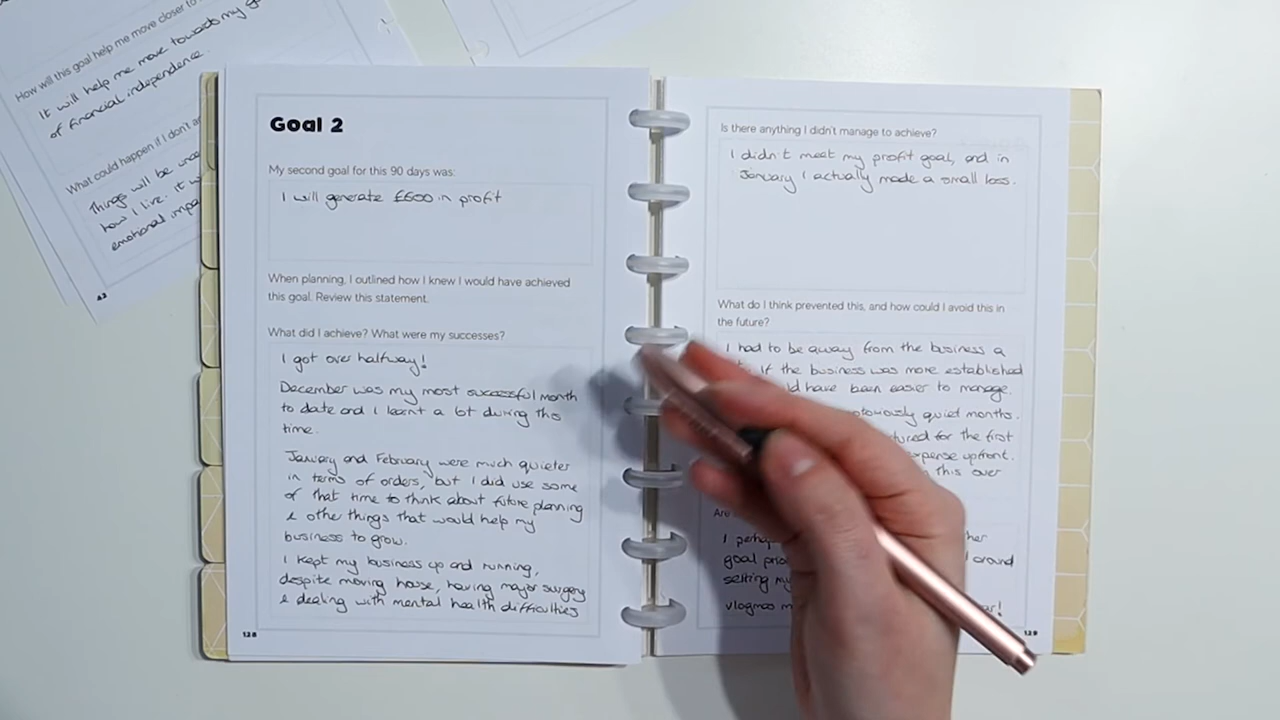 How will this goal help me move closer to
It will help me move towards my
of financial independence.
What could happen if I don't
Things will be
how I live. It
emotional
42
Goal 2
My second goal for this 90 days was:
I will generate £600 in profit
When planning, I outlined how I knew I would have achieved
this goal. Review this statement.
What did I achieve? What were my successes?
I got over halfway!
December was my most successful month
to date and I learnt a lot during this
time.
January and February were much quieter
in terms of orders, but I did use some
of that time to think about future planning
& other things that would help my
business to grow.
I kept my business up and running,
despite moving house, having major surgery
& dealing with mental health difficulties
128
Is there anything I didn't manage to achieve?
I didn't meet my profit goal, and in
January I actually made a small loss.
What do I think prevented this, and how could I avoid this in
the future?
I had to be away from the business a
If the business was more established
have been easier to manage.
quiet months.
for the first
upfront.
this over
I
goal around
setting my
vlogmas
129